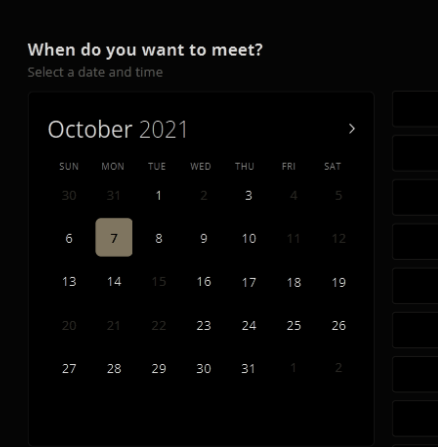 When do you want to meet?
Select a date and time
October 2021
SUN MON TUE WED THU FRI SAT
30 31 1 2 3 4 5
6 7 8 9 10 11 12
13 14 15 16 17 18 19
20 21 22 23 24 25 26
27 28 29 30 31 1 2